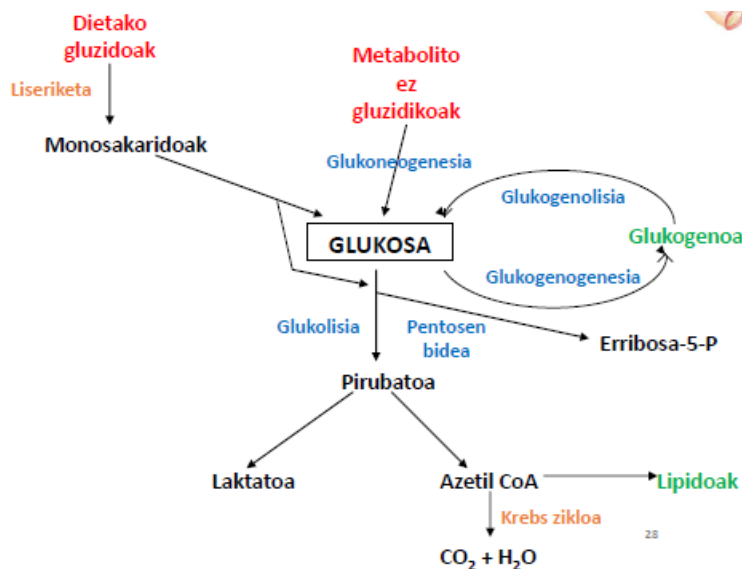 Dietako
gluzidoak
Metabolito
ez
gluzidikoak
Liseriketa
Monosakaridoak
Glukoneogenesia
Glukogenolisia
GLUKOSA
Glukogenoa
Glukogenogenesia
Glukolisia
Pentosen
bidea
Erribosa-5-P
Pirubatoa
Laktatoa
Azetil CoA
Lipidoak
Krebs zikloa
28
CO₂ + H₂O